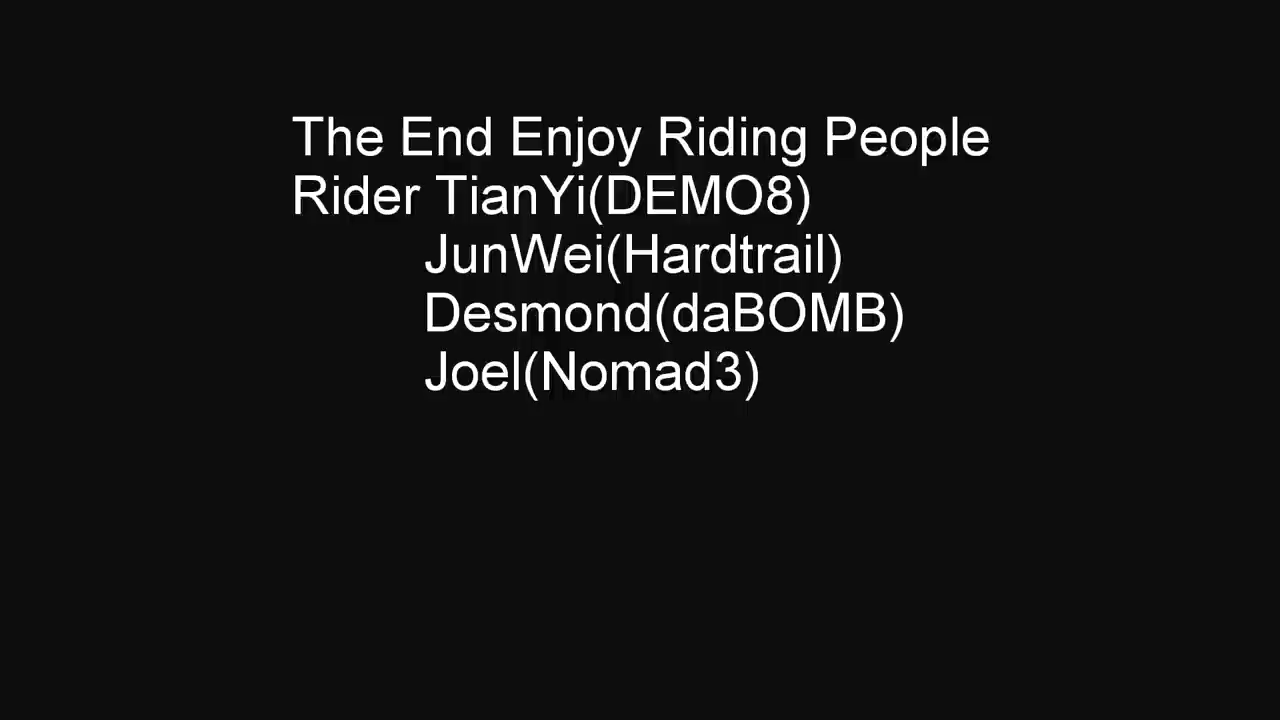 The End Enjoy Riding People
Rider TianYi(DEMO8)
JunWei(Hardtrail)
Desmond(daBOMB)
Joel(Nomad3)